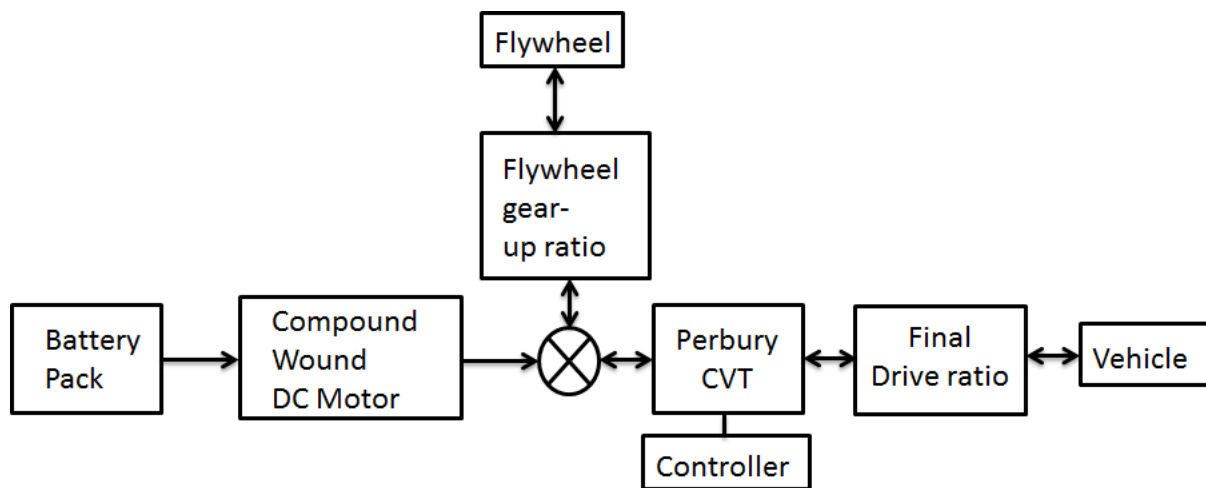 Flywheel
Flywheel
gear-
up ratio
Battery
Pack
Compound
Wound
DC Motor
Perbury
CVT
Final
Drive ratio
Vehicle
Controller